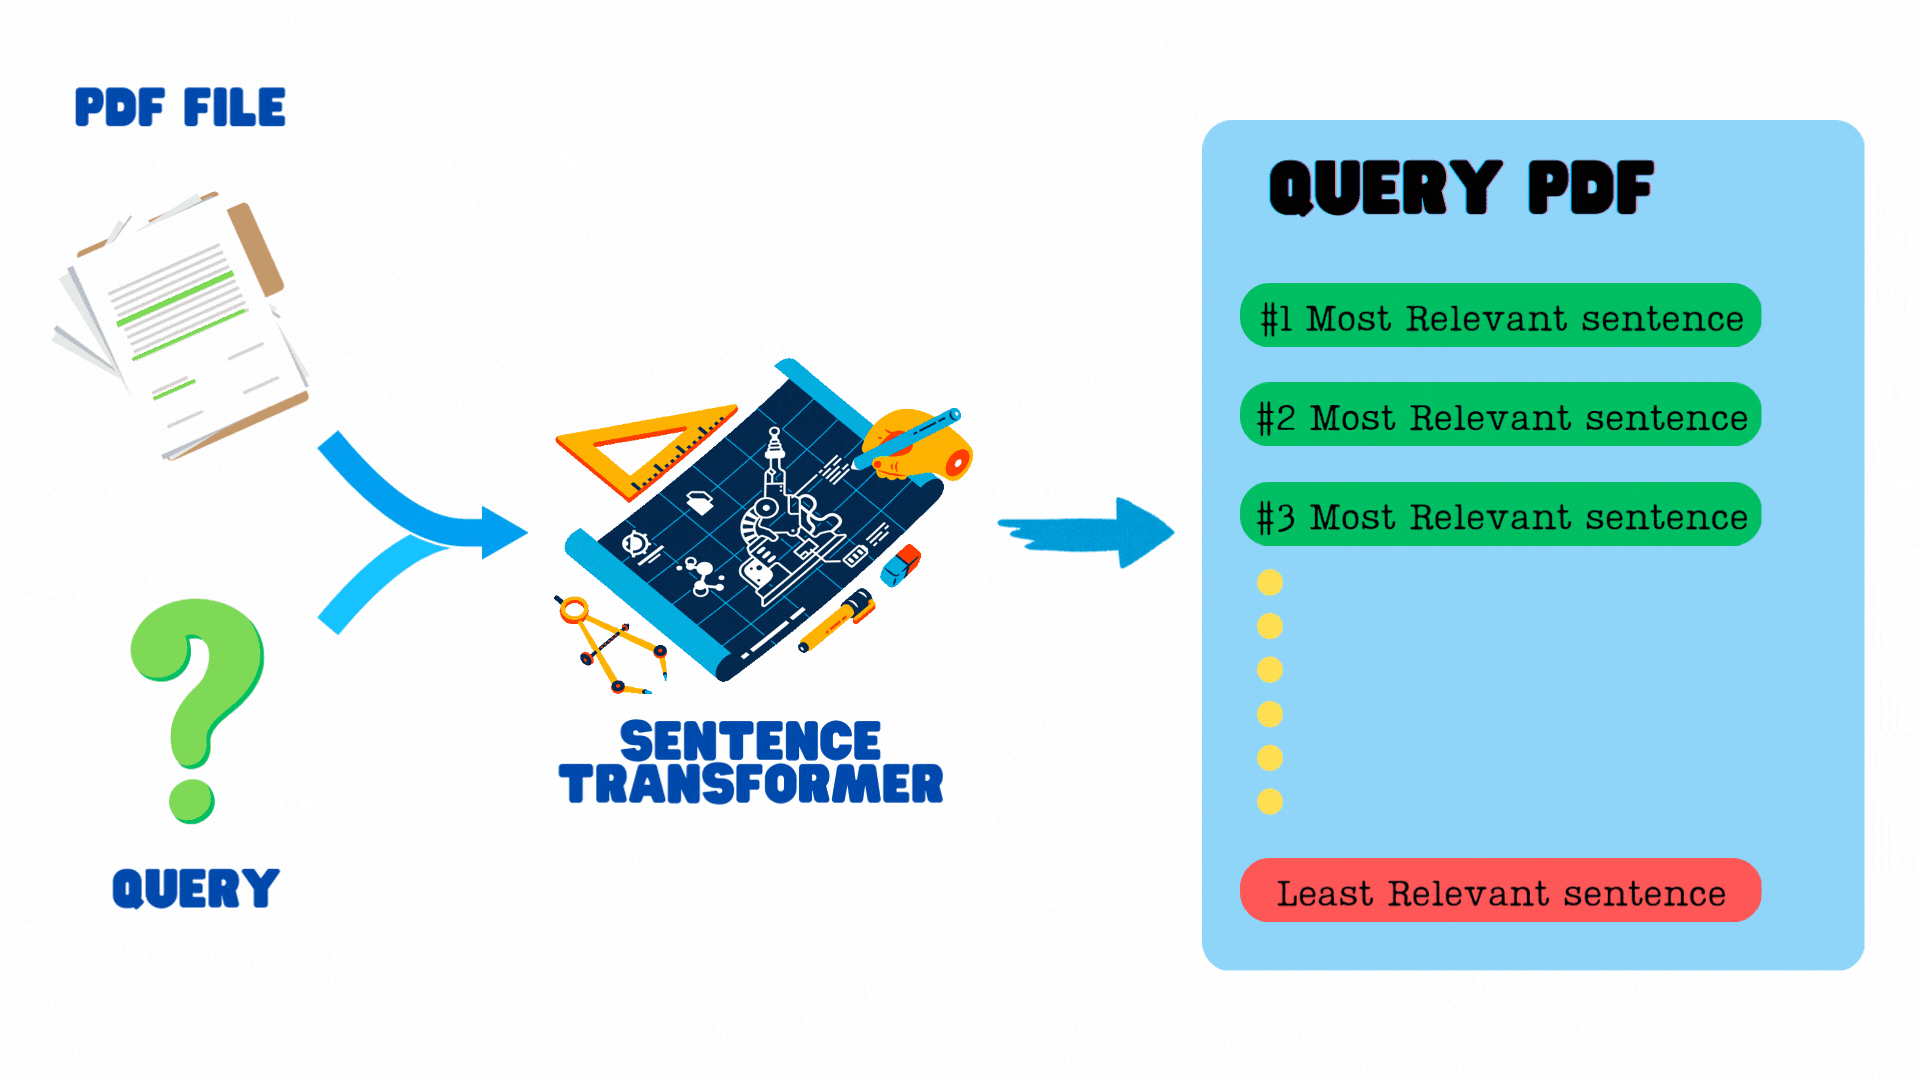 PDF FILE
QUERY
SENTENCE
TRANSFORMER
QUERY PDF
#1 Most Relevant sentence
#2 Most Relevant sentence
#3 Most Relevant sentence
Least Relevant sentence